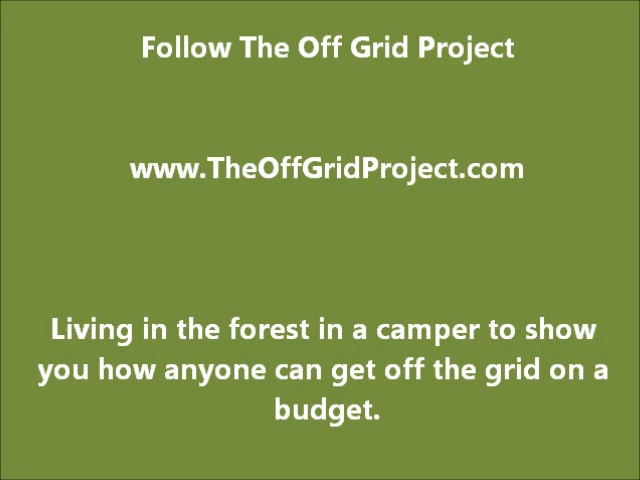 Follow The Off Grid Project
www.TheOffGridProject.com
Living in the forest in a camper to show
you how anyone can get off the grid on a
budget.